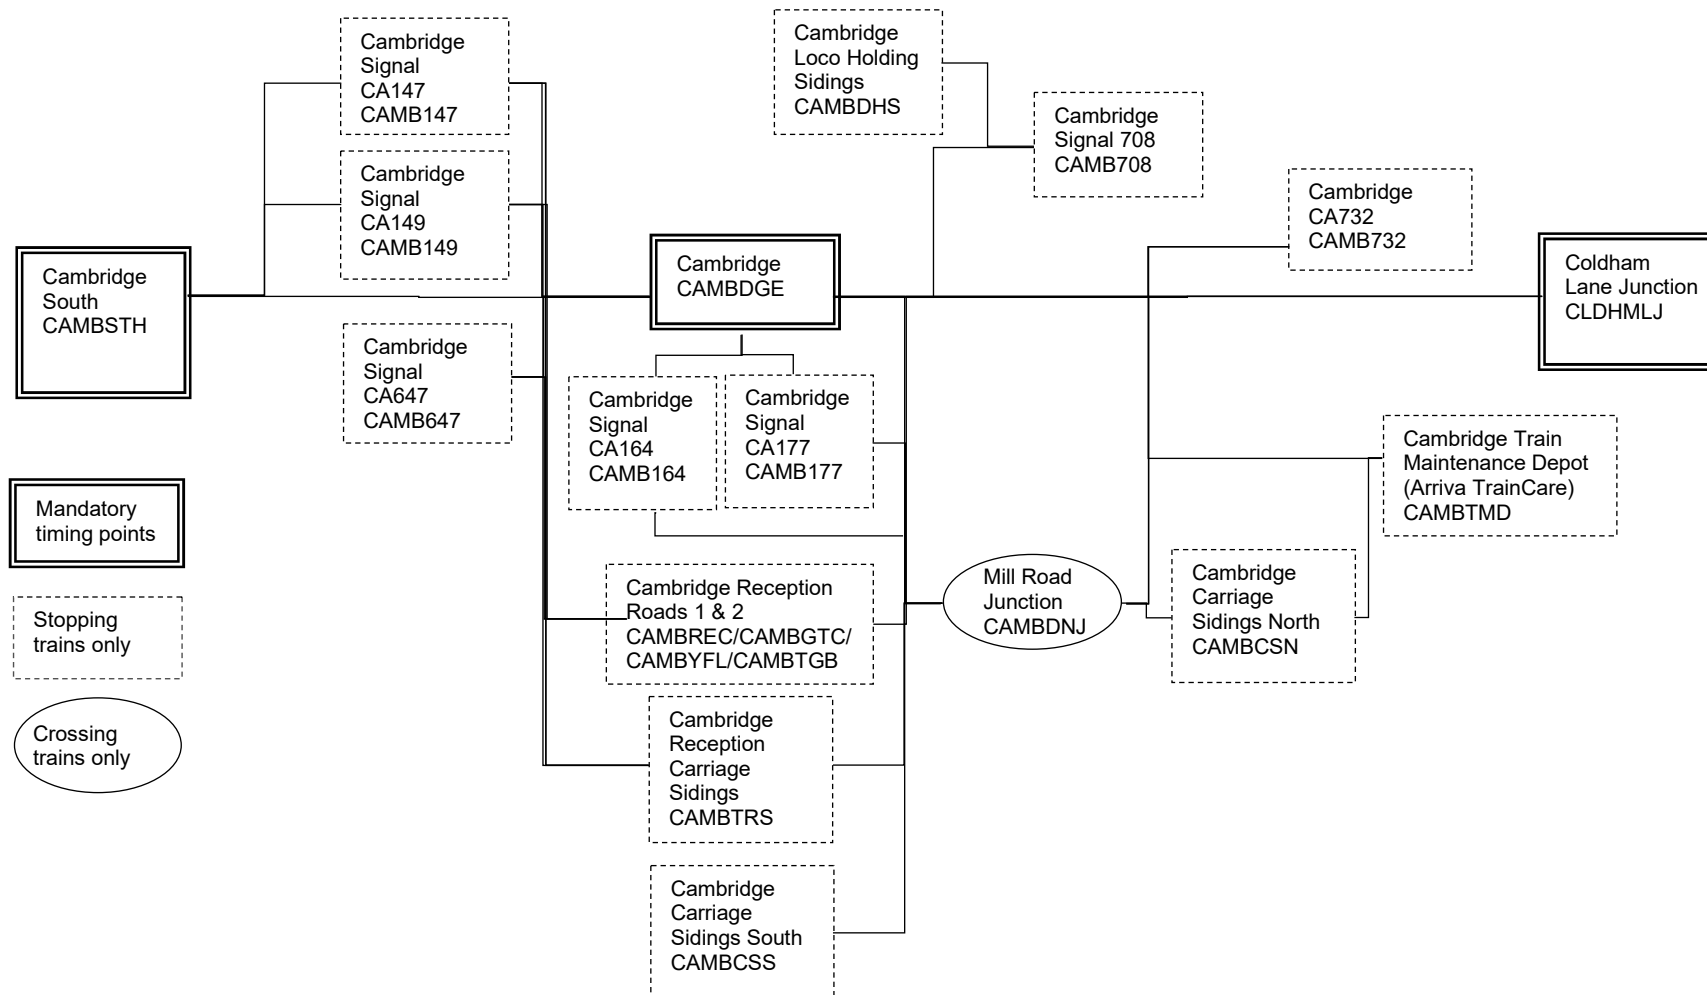 Cambridge
Signal
CA147
CAMB147
Cambridge
Loco Holding
Sidings
CAMBDHS
Cambridge
Signal 708
CAMB708
Cambridge
Signal
CA149
CAMB149
Cambridge
CA732
CAMB732
Cambridge
South
CAMBSTH
Cambridge
CAMBDGE
Coldham
Lane Junction
CLDHMLJ
Cambridge
Signal
CA647
CAMB647
Cambridge
Signal
CA164
CAMB164
Cambridge
Signal
CA177
CAMB177
Cambridge Train
Maintenance Depot
(Arriva TrainCare)
CAMBTMD
Mandatory
timing points
Cambridge Reception
Roads 1 & 2
CAMBREC/CAMBGTC/
CAMBYFL/CAMBTGB
Mill Road
Junction
CAMBDNJ
Cambridge
Carriage
Sidings North
CAMBCSN
Stopping
trains only
Cambridge
Reception
Carriage
Sidings
CAMBTRS
Crossing
trains only
Cambridge
Carriage
Sidings South
CAMBCSS